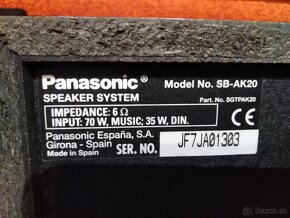 Panasonic® Model No. SB-AK20
SPEAKER SYSTEM Part. No. SGTPAK20
IMPEDANCE: 6 Ω
INPUT: 70 W, MUSIC; 35 W, DIN. CE
Panasonic España, S.A.
Girona - Spain
Made in Spain SER. NO. JF7JA01303
bazos.sk